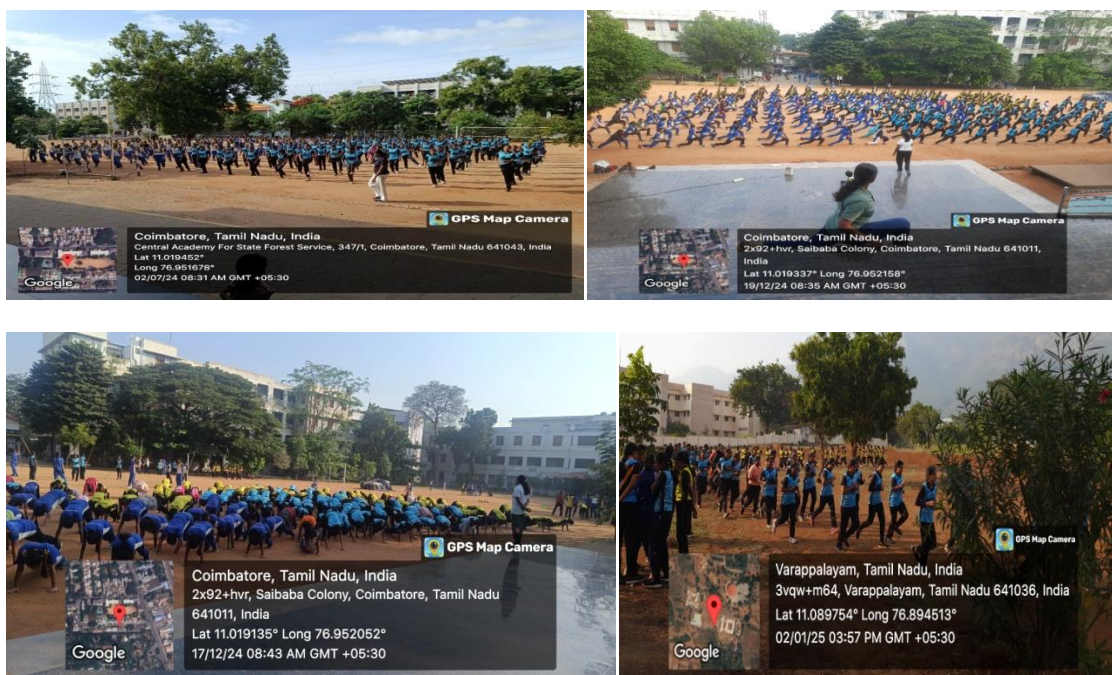 GPS Map Camera
Coimbatore, Tamil Nadu, India
Central Academy For State Forest Service, 347/1, Coimbatore, Tamil Nadu 641043, India
Lat 11.019452°
Long 76.951678°
02/07/24 08:31 AM GMT +05:30
Google
GPS Map Camera
Coimbatore, Tamil Nadu, India
2x92+hvr, Saibaba Colony, Coimbatore, Tamil Nadu 641011,
India
Lat 11.019337° Long 76.952158°
19/12/24 08:35 AM GMT +05:30
Google
GPS Map Camera
Coimbatore, Tamil Nadu, India
2x92+hvr, Saibaba Colony, Coimbatore, Tamil Nadu
641011, India
Lat 11.019135° Long 76.952052°
17/12/24 08:43 AM GMT +05:30
Google
GPS Map Camera
Varappalayam, Tamil Nadu, India
3vqw+m64, Varappalayam, Tamil Nadu 641036, India
Lat 11.089754° Long 76.894513°
02/01/25 03:57 PM GMT +05:30
Google